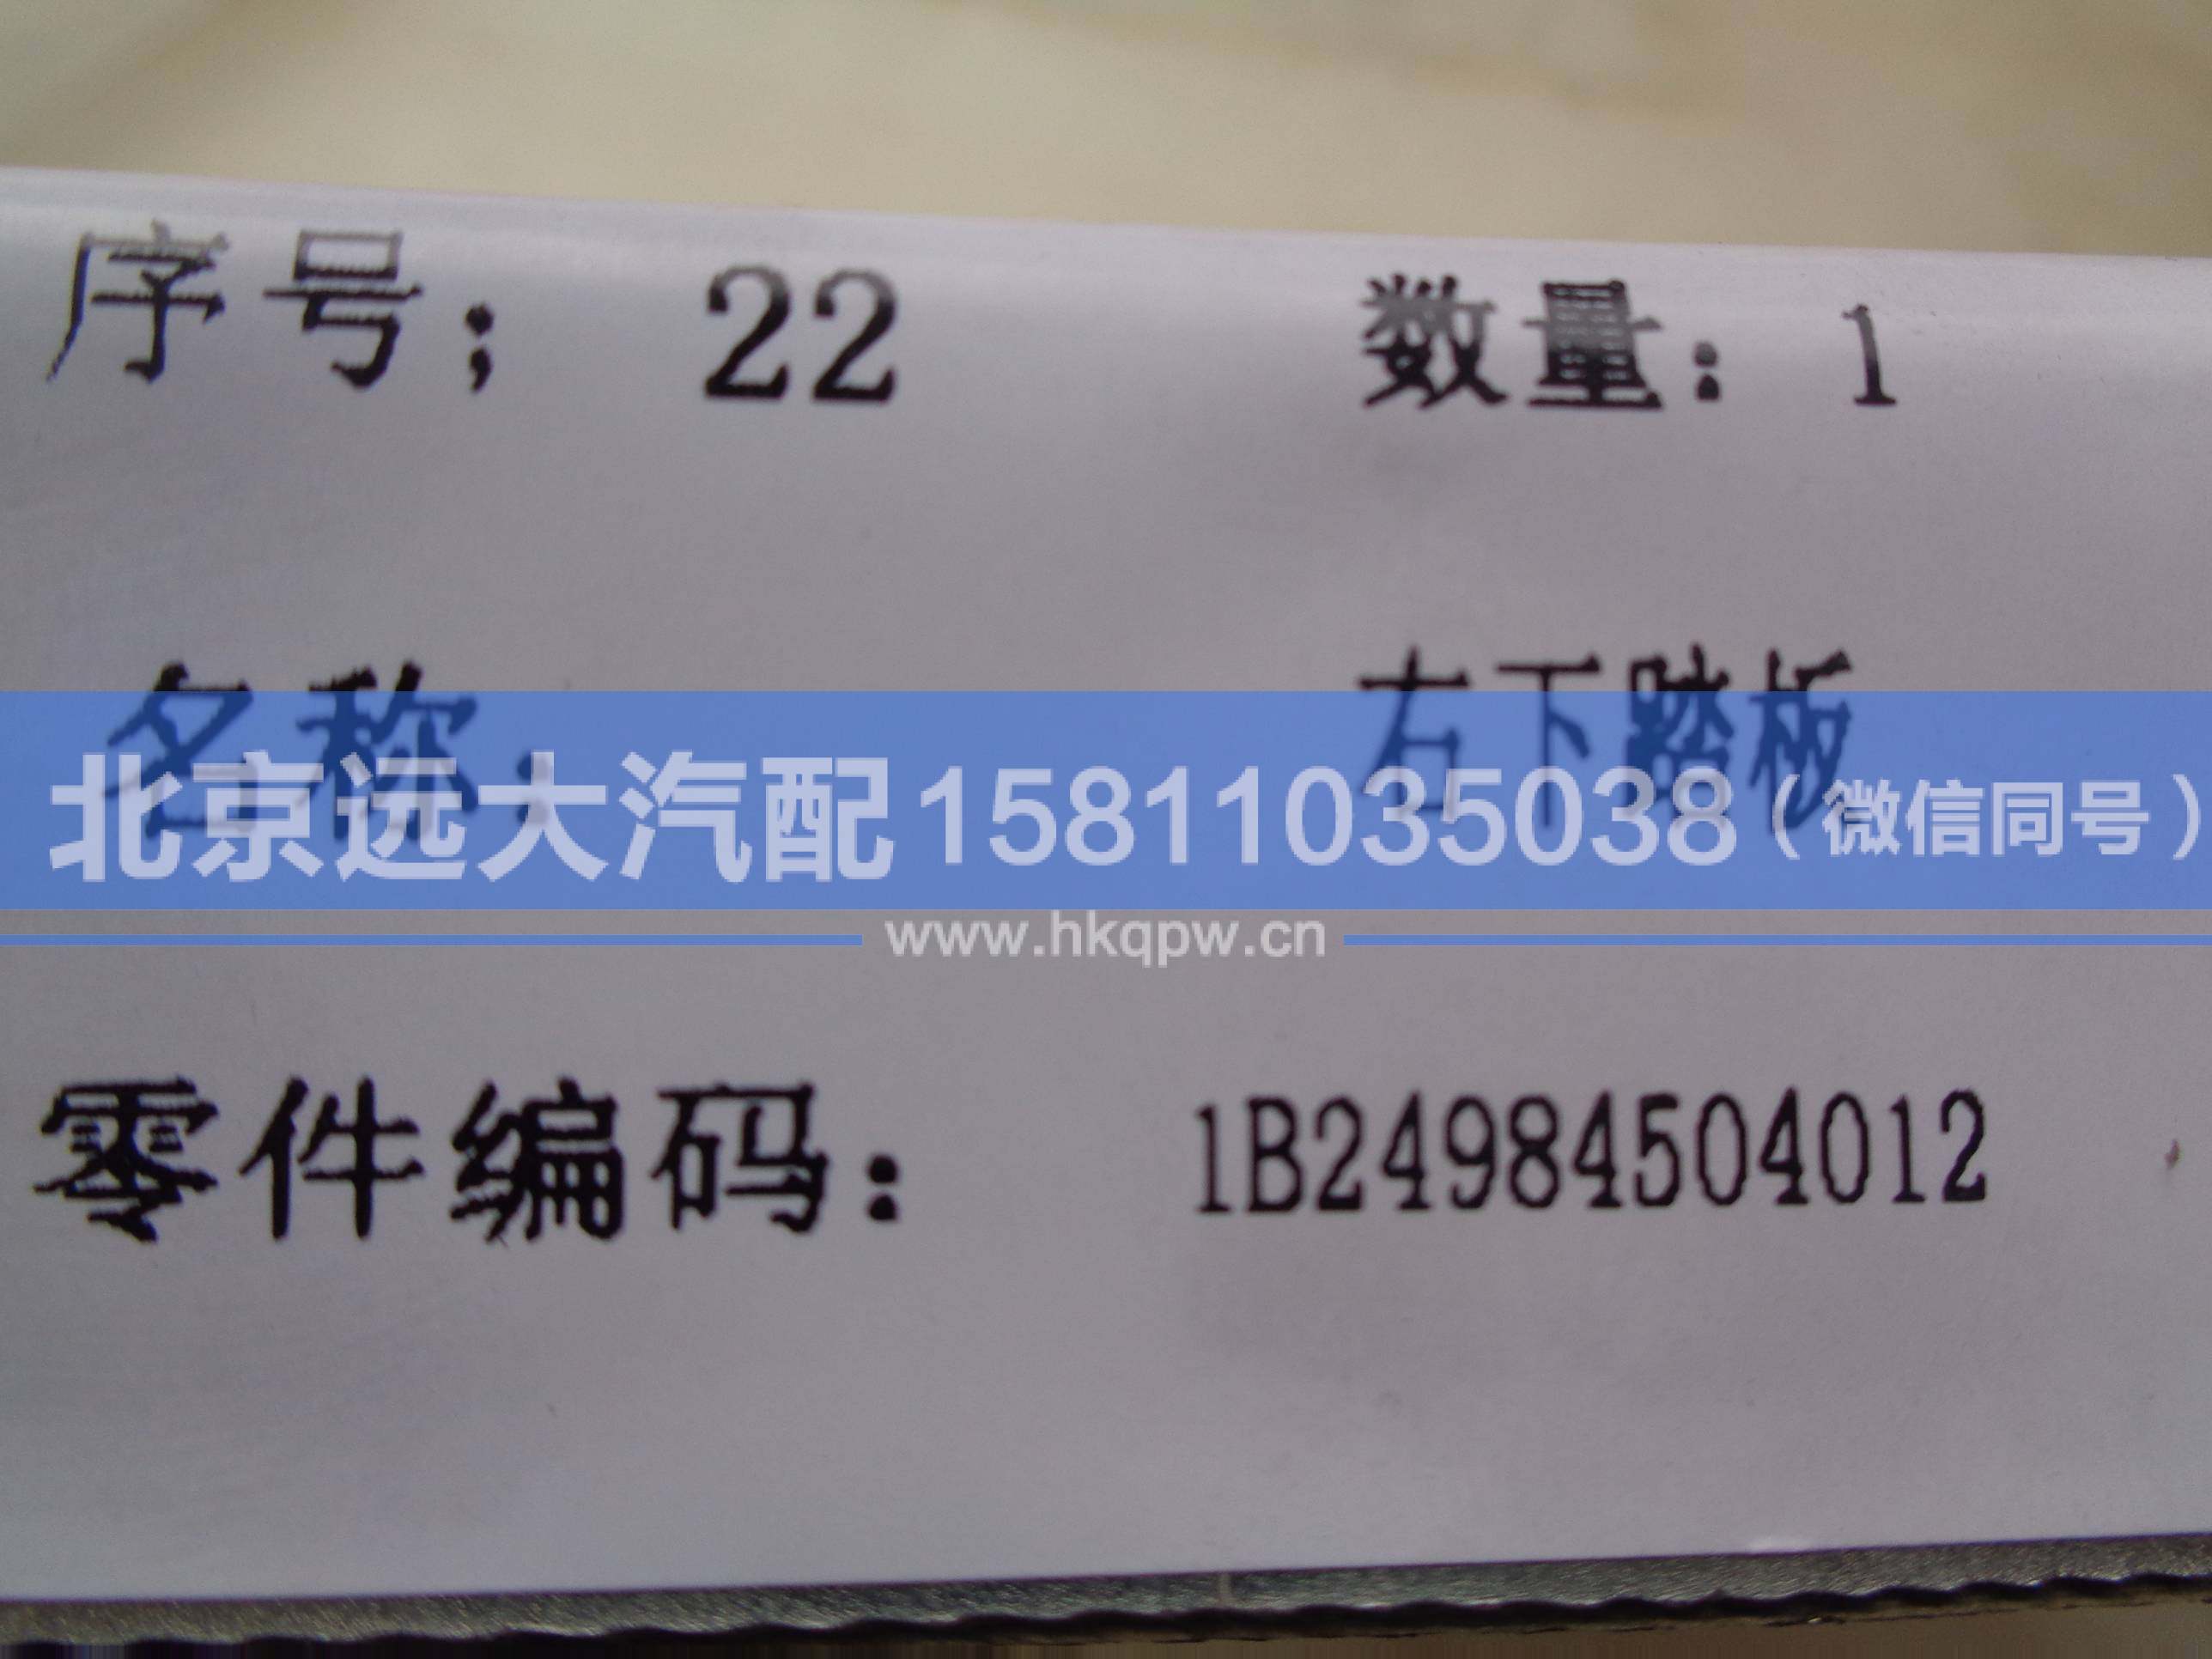 序号； 22 数量：1
名称： 右下踏板
北京远大汽配15811035038（微信同号）
www.hkqpw.cn
零件编码： 1B24984504012